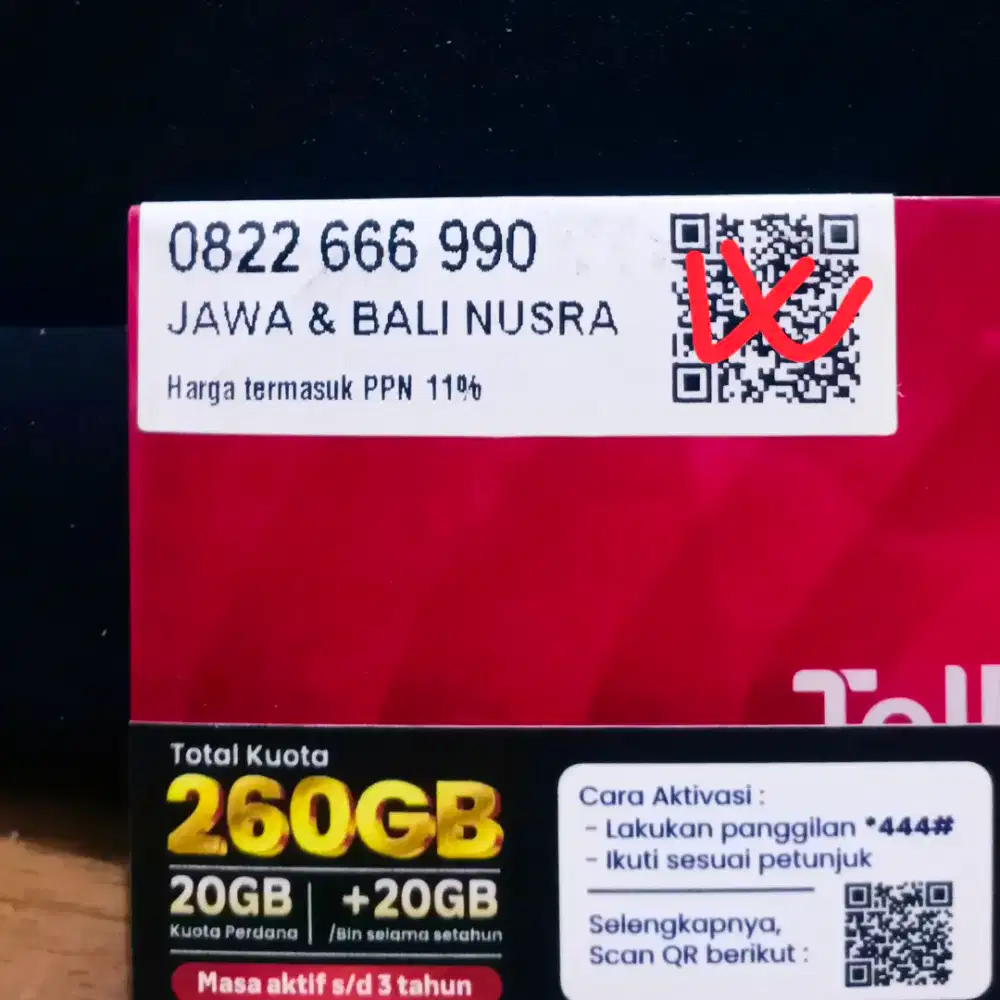 0822 666 990
JAWA & BALI NUSRA
Harga termasuk PPN 11%
Total Kuota
260GB
20GB
Kuota Perdana
+20GB
/Bln selama setahun
Masa aktif s/d 3 tahun
Cara Aktivasi :
- Lakukan panggilan *444#
- Ikuti sesuai petunjuk
Selengkapnya,
Scan QR berikut :